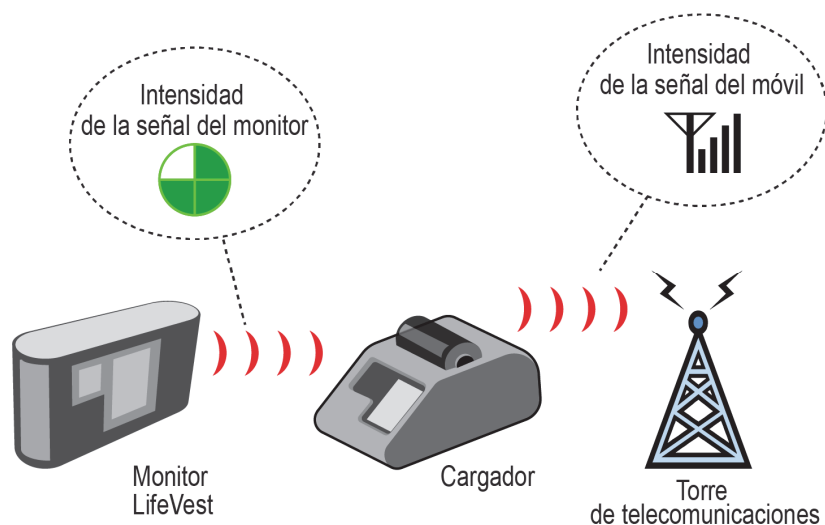 Intensidad
de la señal del monitor
Intensidad
de la señal del móvil
Monitor
LifeVest
Cargador
Torre
de telecomunicaciones